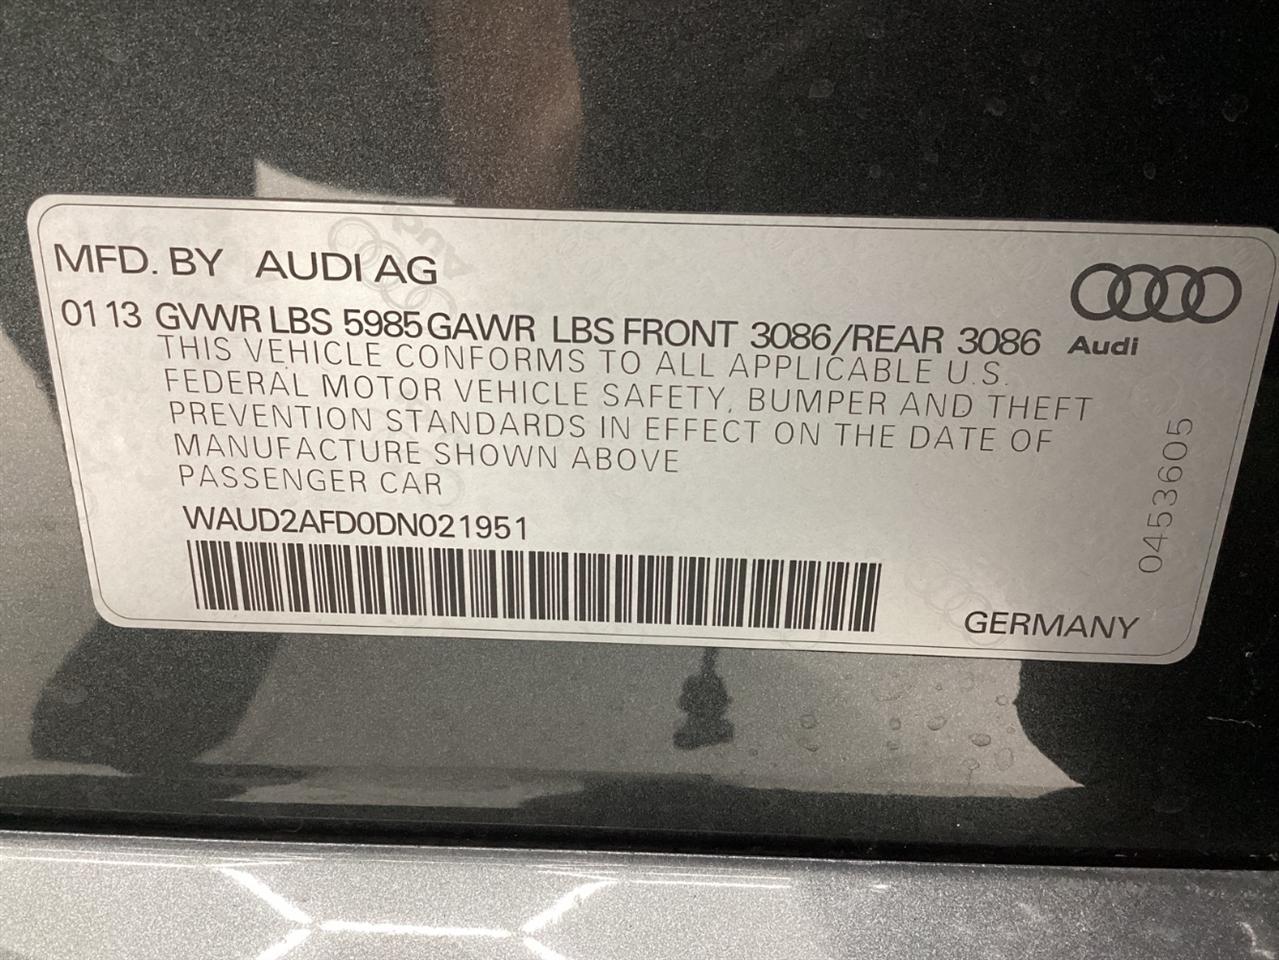 MFD. BY AUDI AG
01 13 GVWR LBS 5985 GAWR LBS FRONT 3086/REAR 3086
Audi
THIS VEHICLE CONFORMS TO ALL APPLICABLE U.S.
FEDERAL MOTOR VEHICLE SAFETY, BUMPER AND THEFT
PREVENTION STANDARDS IN EFFECT ON THE DATE OF
MANUFACTURE SHOWN ABOVE
PASSENGER CAR
WAUD2AFD0DN021951
GERMANY
0453605